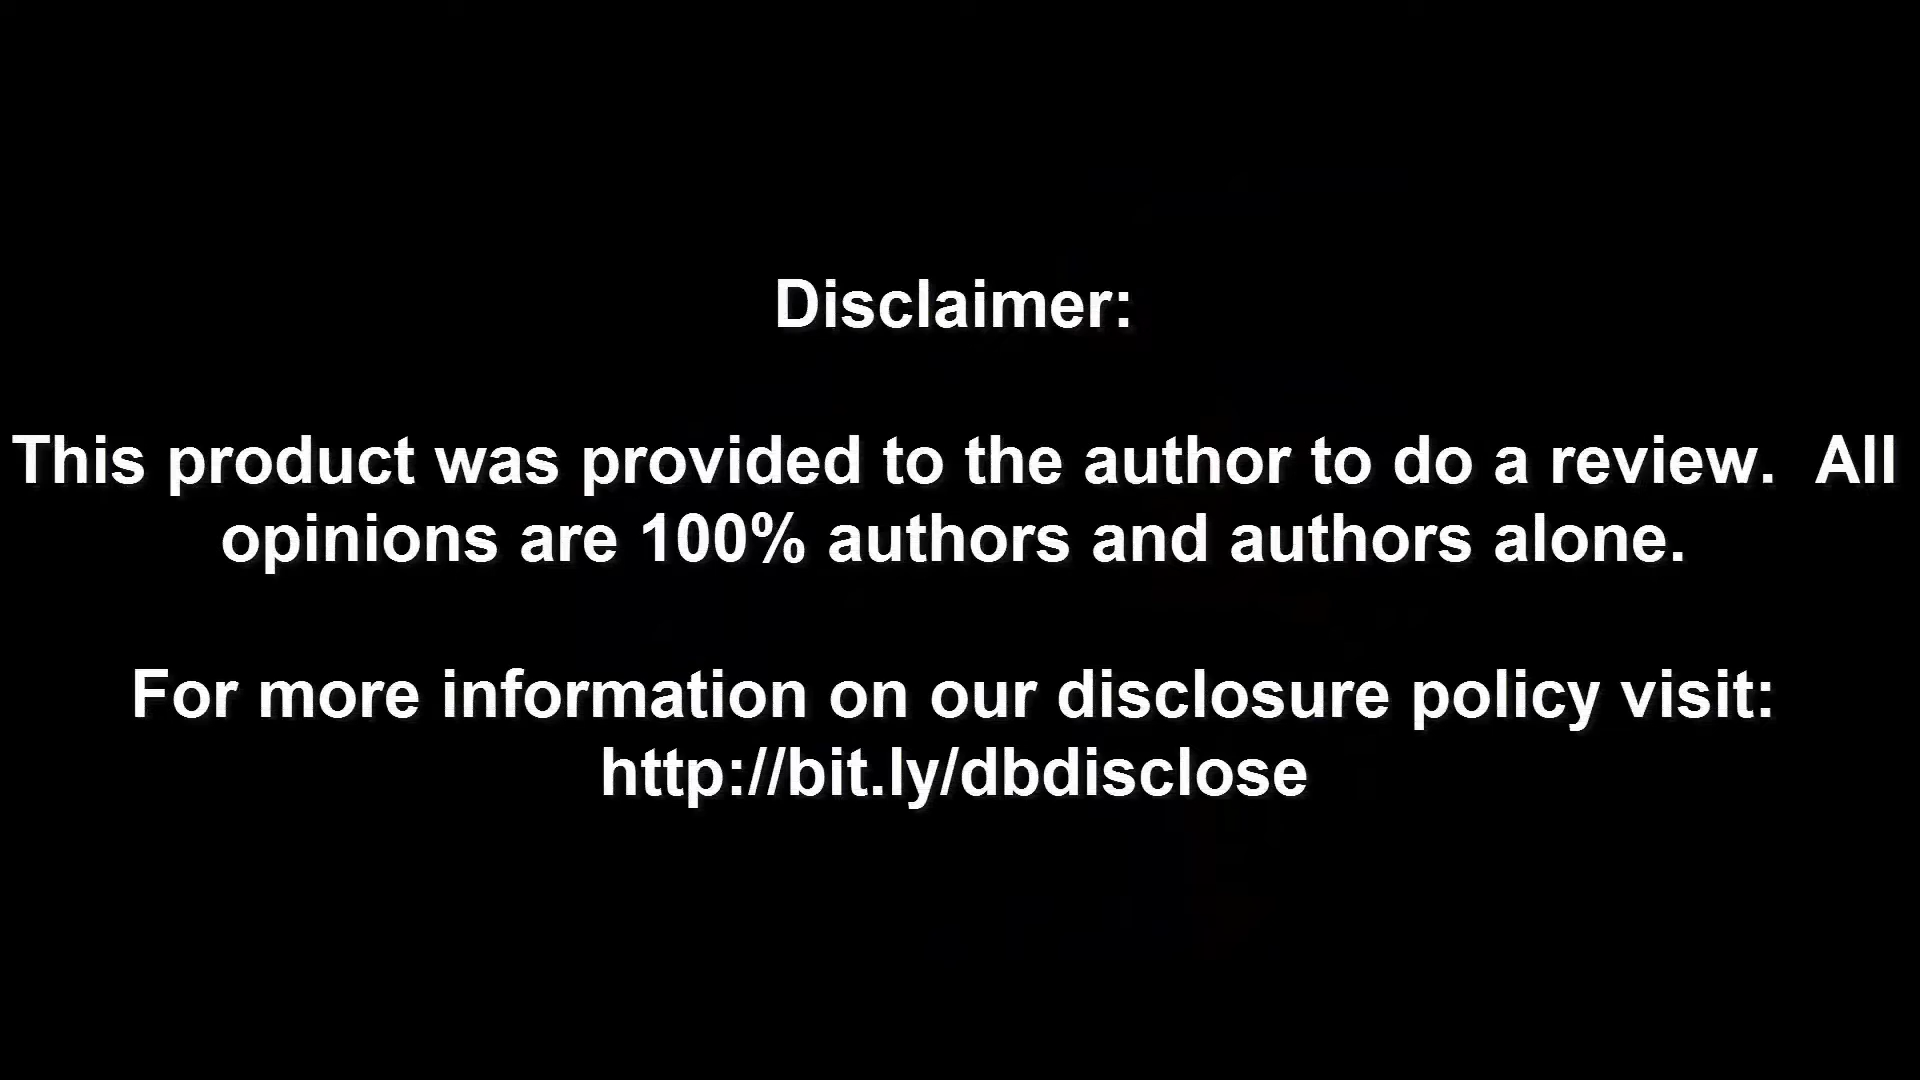 Disclaimer:
This product was provided to the author to do a review.  All
opinions are 100% authors and authors alone.
For more information on our disclosure policy visit:
http://bit.ly/dbdisclose